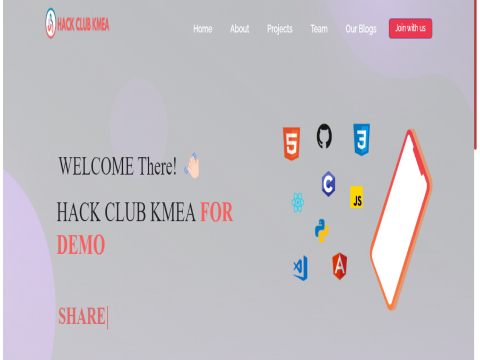 HACK CLUB KMEA
Home About Projects Team Our Blogs Join with us
WELCOME There!
HACK CLUB KMEA FOR
DEMO
SHARE|
5
3
C
JS